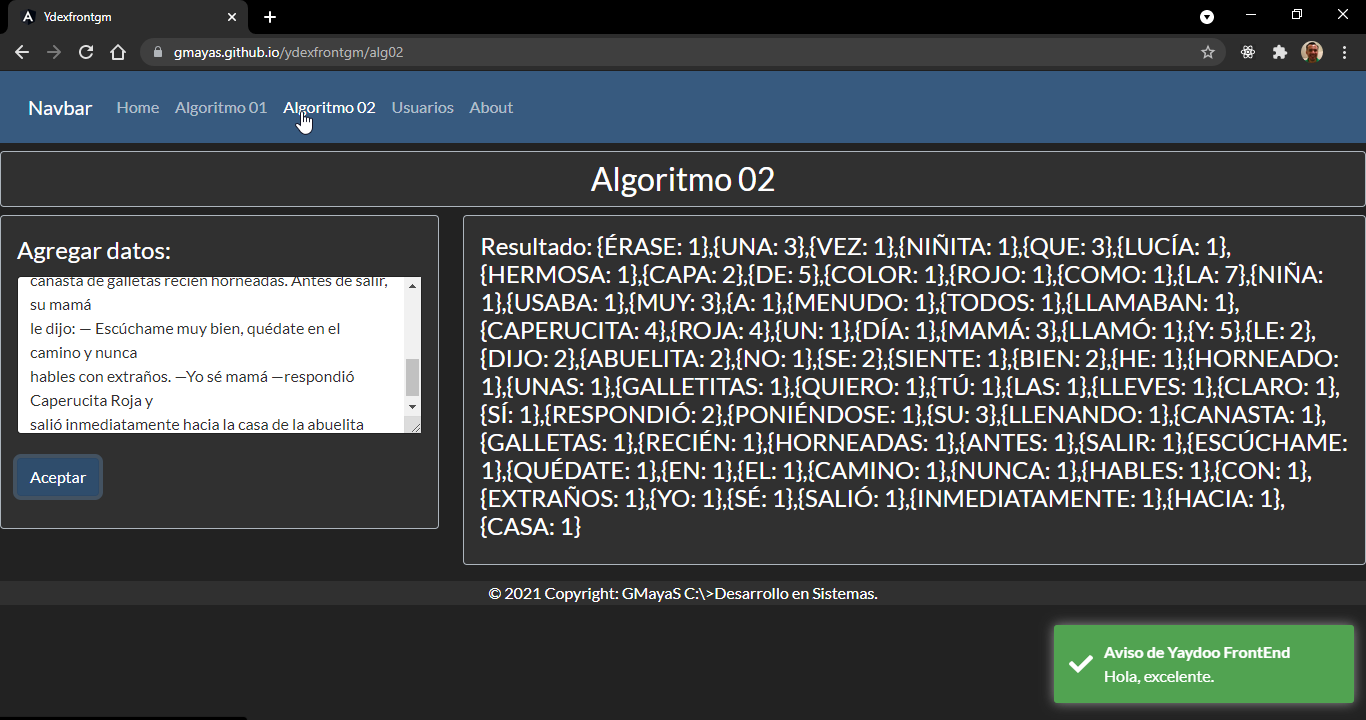 Ydexfrontgm
gmayas.github.io/ydexfrontgm/alg02
Navbar Home Algoritmo 01 Algoritmo 02 Usuarios About
Algoritmo 02
Agregar datos:
canasta de galletas recién horneadas. Antes de salir,
su mamá
le dijo: — Escúchame muy bien, quédate en el
camino y nunca
hables con extraños. —Yo sé mamá —respondió
Caperucita Roja y
salió inmediatamente hacia la casa de la abuelita
Aceptar
Resultado: {ÉRASE: 1},{UNA: 3},{VEZ: 1},{NIÑITA: 1},{QUE: 3},{LUCÍA: 1},
{HERMOSA: 1},{CAPA: 2},{DE: 5},{COLOR: 1},{ROJO: 1},{COMO: 1},{LA: 7},{NIÑA:
1},{USABA: 1},{MUY: 3},{A: 1},{MENUDO: 1},{TODOS: 1},{LLAMABAN: 1},
{CAPERUCITA: 4},{ROJA: 4},{UN: 1},{DÍA: 1},{MAMÁ: 3},{LLAMÓ: 1},{Y: 5},{LE: 2},
{DIJO: 2},{ABUELITA: 2},{NO: 1},{SE: 2},{SIENTE: 1},{BIEN: 2},{HE: 1},{HORNEADO:
1},{UNAS: 1},{GALLETITAS: 1},{QUIERO: 1},{TÚ: 1},{LAS: 1},{LLEVES: 1},{CLARO: 1},
{SÍ: 1},{RESPONDIÓ: 2},{PONIÉNDOSE: 1},{SU: 3},{LLENANDO: 1},{CANASTA: 1},
{GALLETAS: 1},{RECIÉN: 1},{HORNEADAS: 1},{ANTES: 1},{SALIR: 1},{ESCÚCHAME:
1},{QUÉDATE: 1},{EN: 1},{EL: 1},{CAMINO: 1},{NUNCA: 1},{HABLES: 1},{CON: 1},
{EXTRAÑOS: 1},{YO: 1},{SÉ: 1},{SALIÓ: 1},{INMEDIATAMENTE: 1},{HACIA: 1},
{CASA: 1}
© 2021 Copyright: GMayaS C:\>Desarrollo en Sistemas.
Aviso de Yaydoo FrontEnd
Hola, excelente.